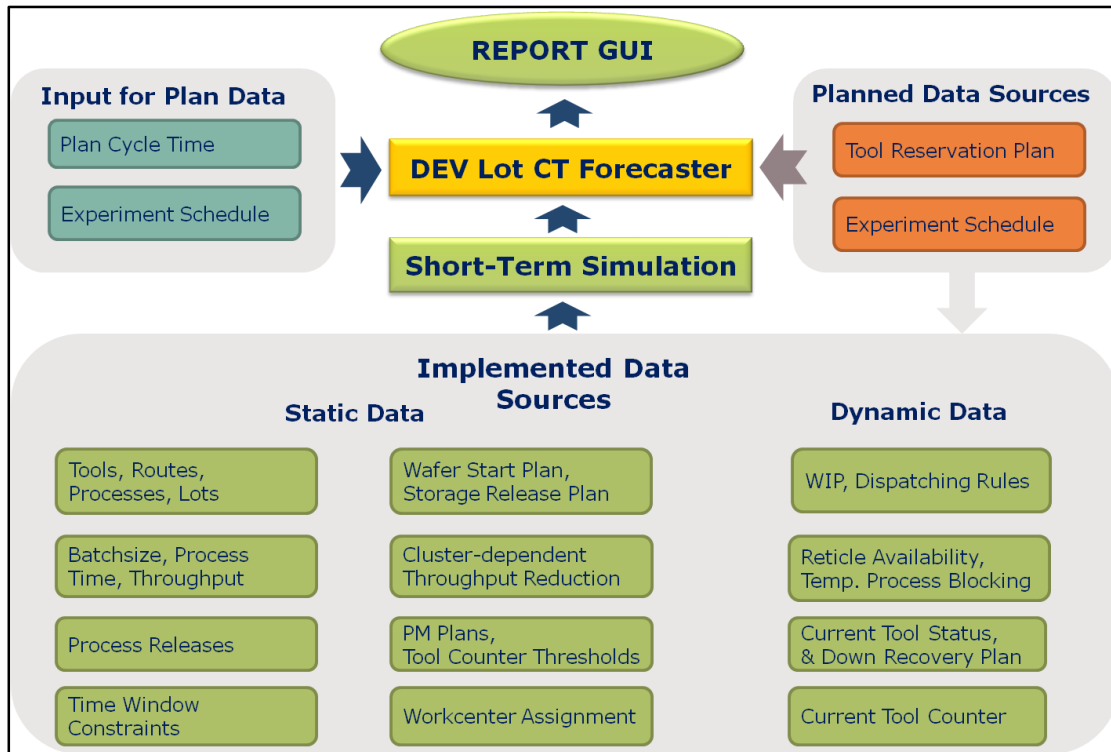 REPORT GUI
Input for Plan Data
Plan Cycle Time
Experiment Schedule
DEV Lot CT Forecaster
Short-Term Simulation
Planned Data Sources
Tool Reservation Plan
Experiment Schedule
Implemented Data
Sources
Static Data
Dynamic Data
Tools, Routes,
Processes, Lots
Wafer Start Plan,
Storage Release Plan
WIP, Dispatching Rules
Batchsize, Process
Time, Throughput
Cluster-dependent
Throughput Reduction
Reticle Availability,
Temp. Process Blocking
Process Releases
PM Plans,
Tool Counter Thresholds
Current Tool Status,
& Down Recovery Plan
Time Window
Constraints
Workcenter Assignment
Current Tool Counter